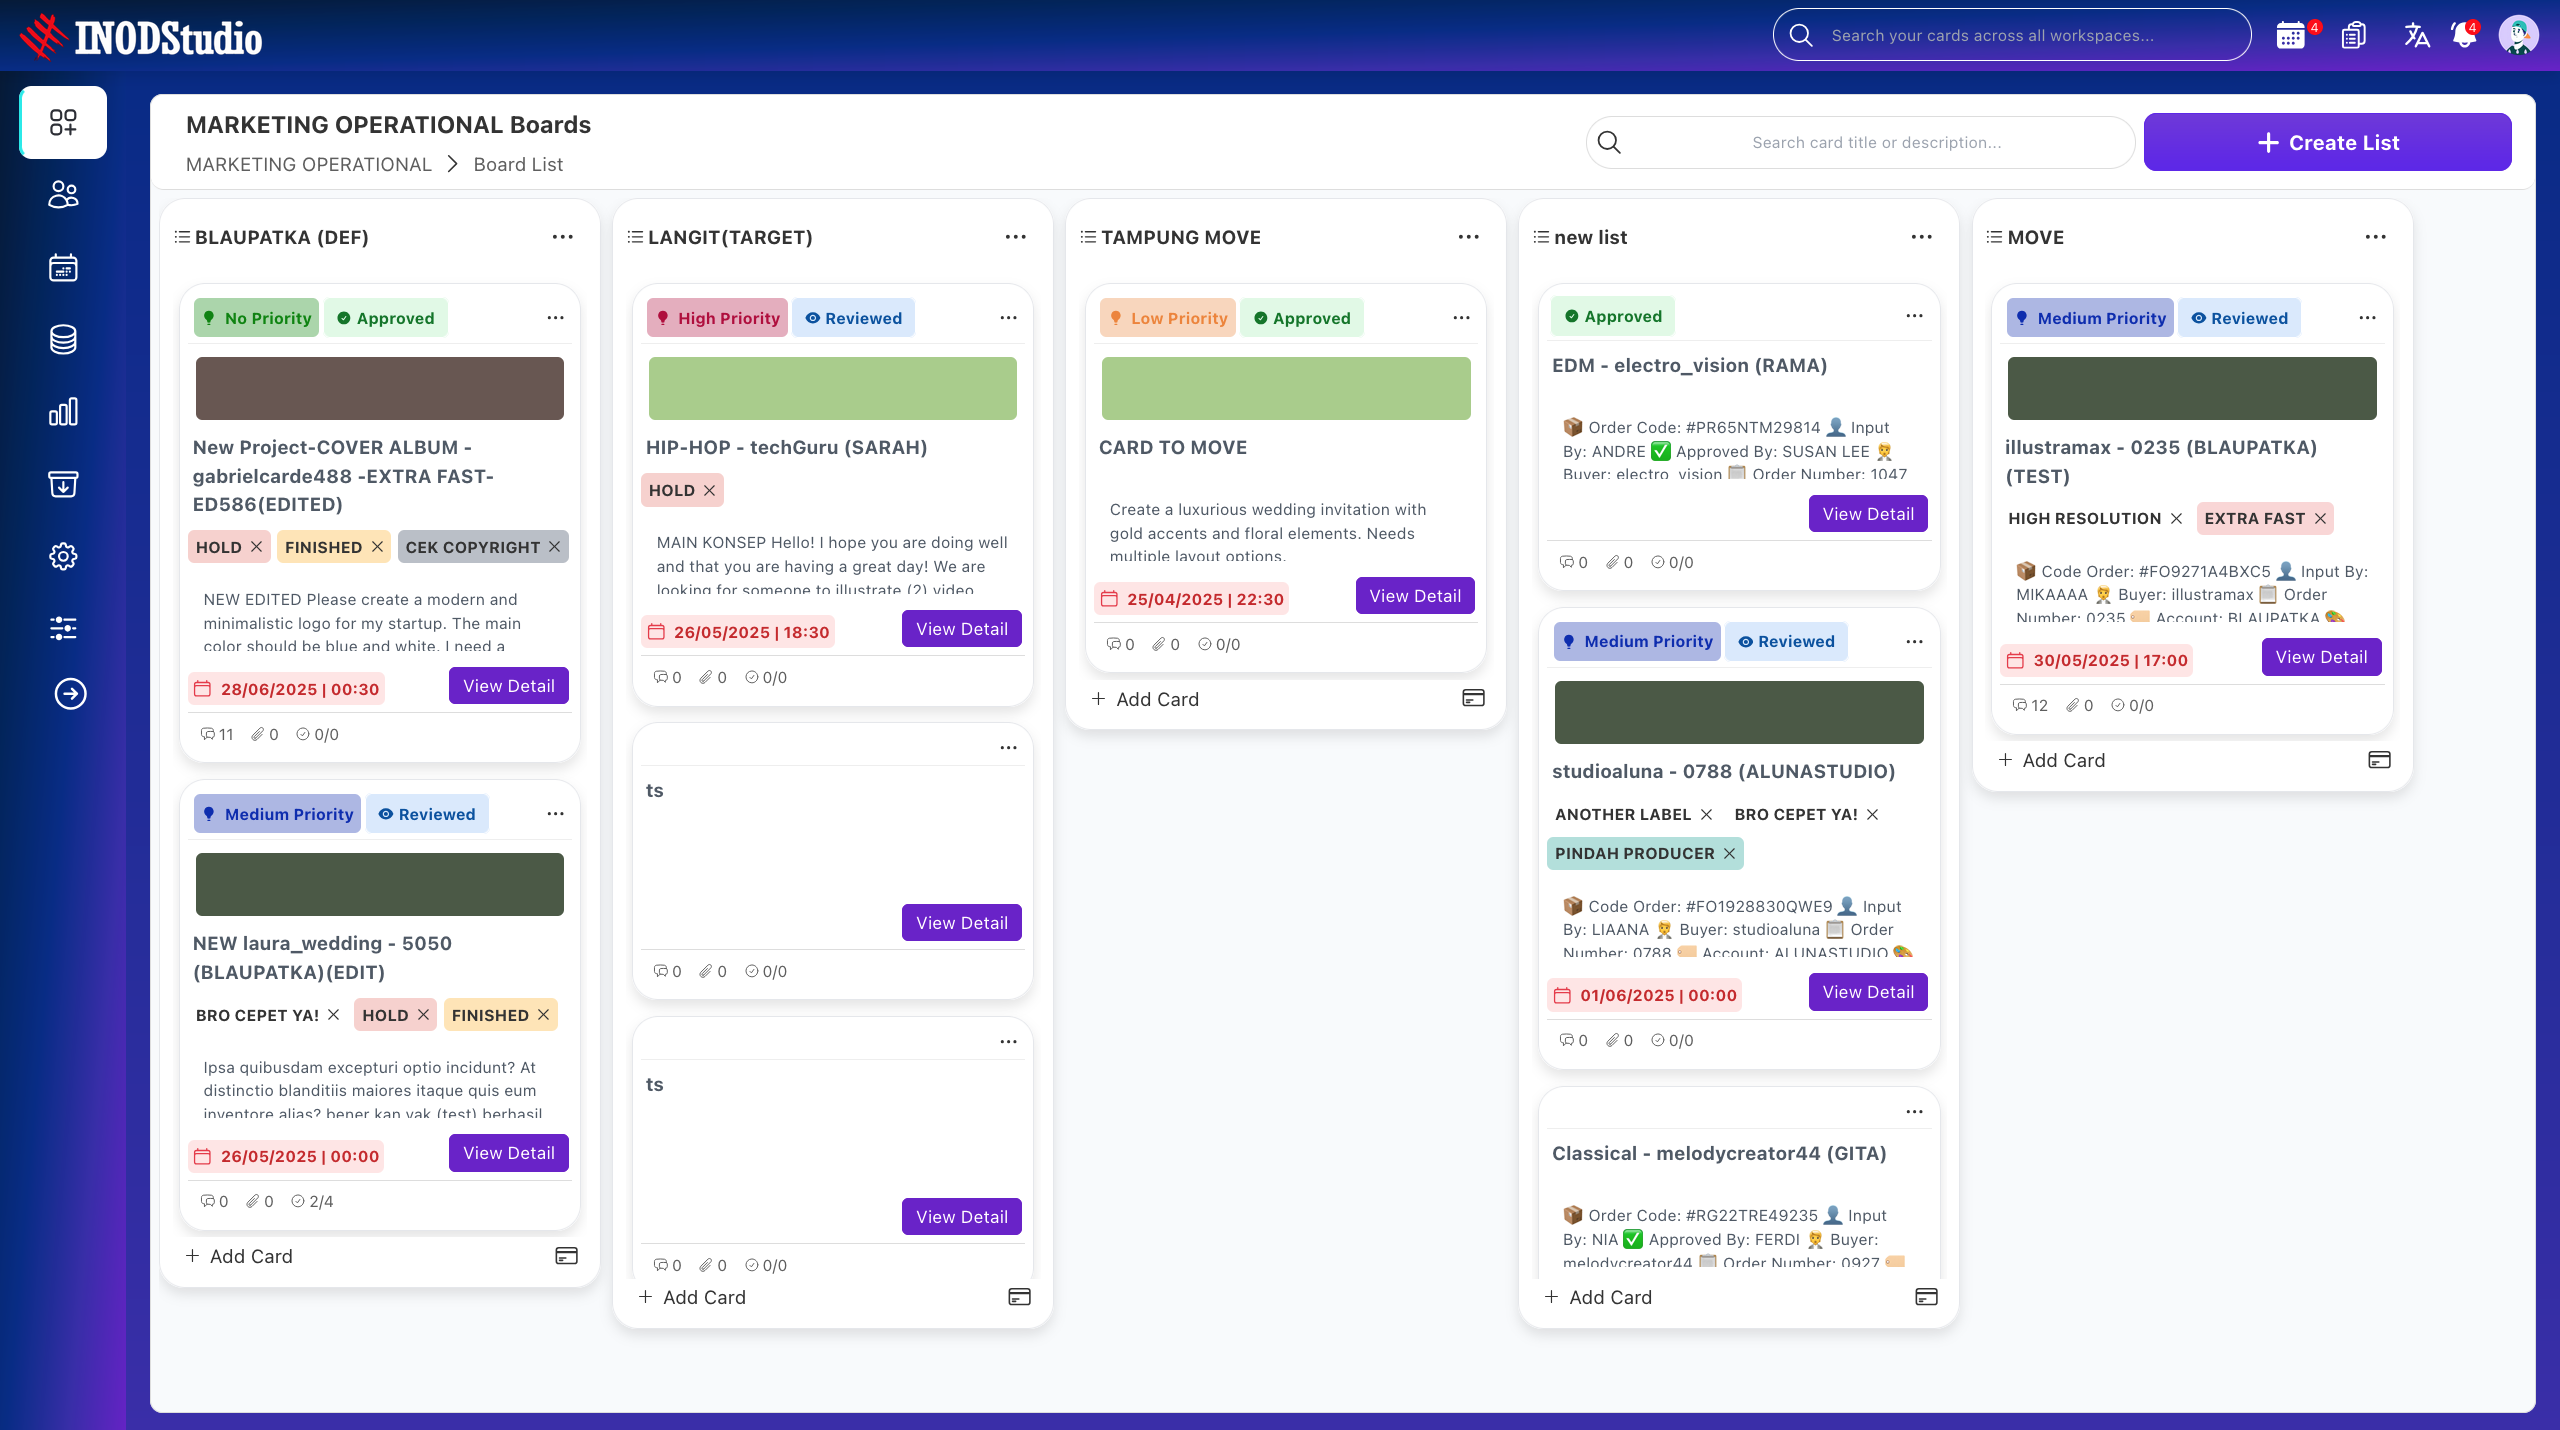 INODStudio
Search your cards across all workspaces...
4
4
MARKETING OPERATIONAL Boards
MARKETING OPERATIONAL > Board List
Search card title or description...
+ Create List
BLAUPATKA (DEF)
No Priority
Approved
New Project-COVER ALBUM -
gabrielcarde488 -EXTRA FAST-
ED586(EDITED)
HOLD ×
FINISHED ×
CEK COPYRIGHT ×
NEW EDITED Please create a modern and
minimalistic logo for my startup. The main
color should be blue and white. I need a
28/06/2025 | 00:30
View Detail
11
0
0/0
Medium Priority
Reviewed
NEW laura_wedding - 5050
(BLAUPATKA)(EDIT)
BRO CEPET YA! ×
HOLD ×
FINISHED ×
Ipsa quibusdam excepturi optio incidunt? At
distinctio blanditiis maiores itaque quis eum
inventore alias? bener kan yak (test) berhasil
26/05/2025 | 00:00
View Detail
0
0
2/4
+ Add Card
LANGIT(TARGET)
High Priority
Reviewed
HIP-HOP - techGuru (SARAH)
HOLD ×
MAIN KONSEP Hello! I hope you are doing well
and that you are having a great day! We are
looking for someone to illustrate (2) video
26/05/2025 | 18:30
View Detail
0
0
0/0
ts
View Detail
0
0
0/0
ts
View Detail
0
0
0/0
+ Add Card
TAMPUNG MOVE
Low Priority
Approved
CARD TO MOVE
Create a luxurious wedding invitation with
gold accents and floral elements. Needs
multiple layout options.
25/04/2025 | 22:30
View Detail
0
0
0/0
+ Add Card
new list
Approved
EDM - electro_vision (RAMA)
📦 Order Code: #PR65NTM29814 👤 Input
By: ANDRE ✅ Approved By: SUSAN LEE 🤵
Buyer: electro_vision 📋 Order Number: 1047
View Detail
0
0
0/0
Medium Priority
Reviewed
studioaluna - 0788 (ALUNASTUDIO)
ANOTHER LABEL ×
BRO CEPET YA! ×
PINDAH PRODUCER ×
📦 Code Order: #FO1928830QWE9 👤 Input
By: LIAANA 🤵 Buyer: studioaluna 📋 Order
Number: 0788 📜 Account: ALUNASTUDIO 🎨
01/06/2025 | 00:00
View Detail
0
0
0/0
Classical - melodycreator44 (GITA)
📦 Order Code: #RG22TRE49235 👤 Input
By: NIA ✅ Approved By: FERDI 🤵 Buyer:
melodycreator44 📋 Order Number: 0927 📜
+ Add Card
MOVE
Medium Priority
Reviewed
illustramax - 0235 (BLAUPATKA)
(TEST)
HIGH RESOLUTION ×
EXTRA FAST ×
📦 Code Order: #FO9271A4BXC5 👤 Input By:
MIKAAAA 🤵 Buyer: illustramax 📋 Order
Number: 0235 📜 Account: BLAUPATKA 🎨
30/05/2025 | 17:00
View Detail
12
0
0/0
+ Add Card